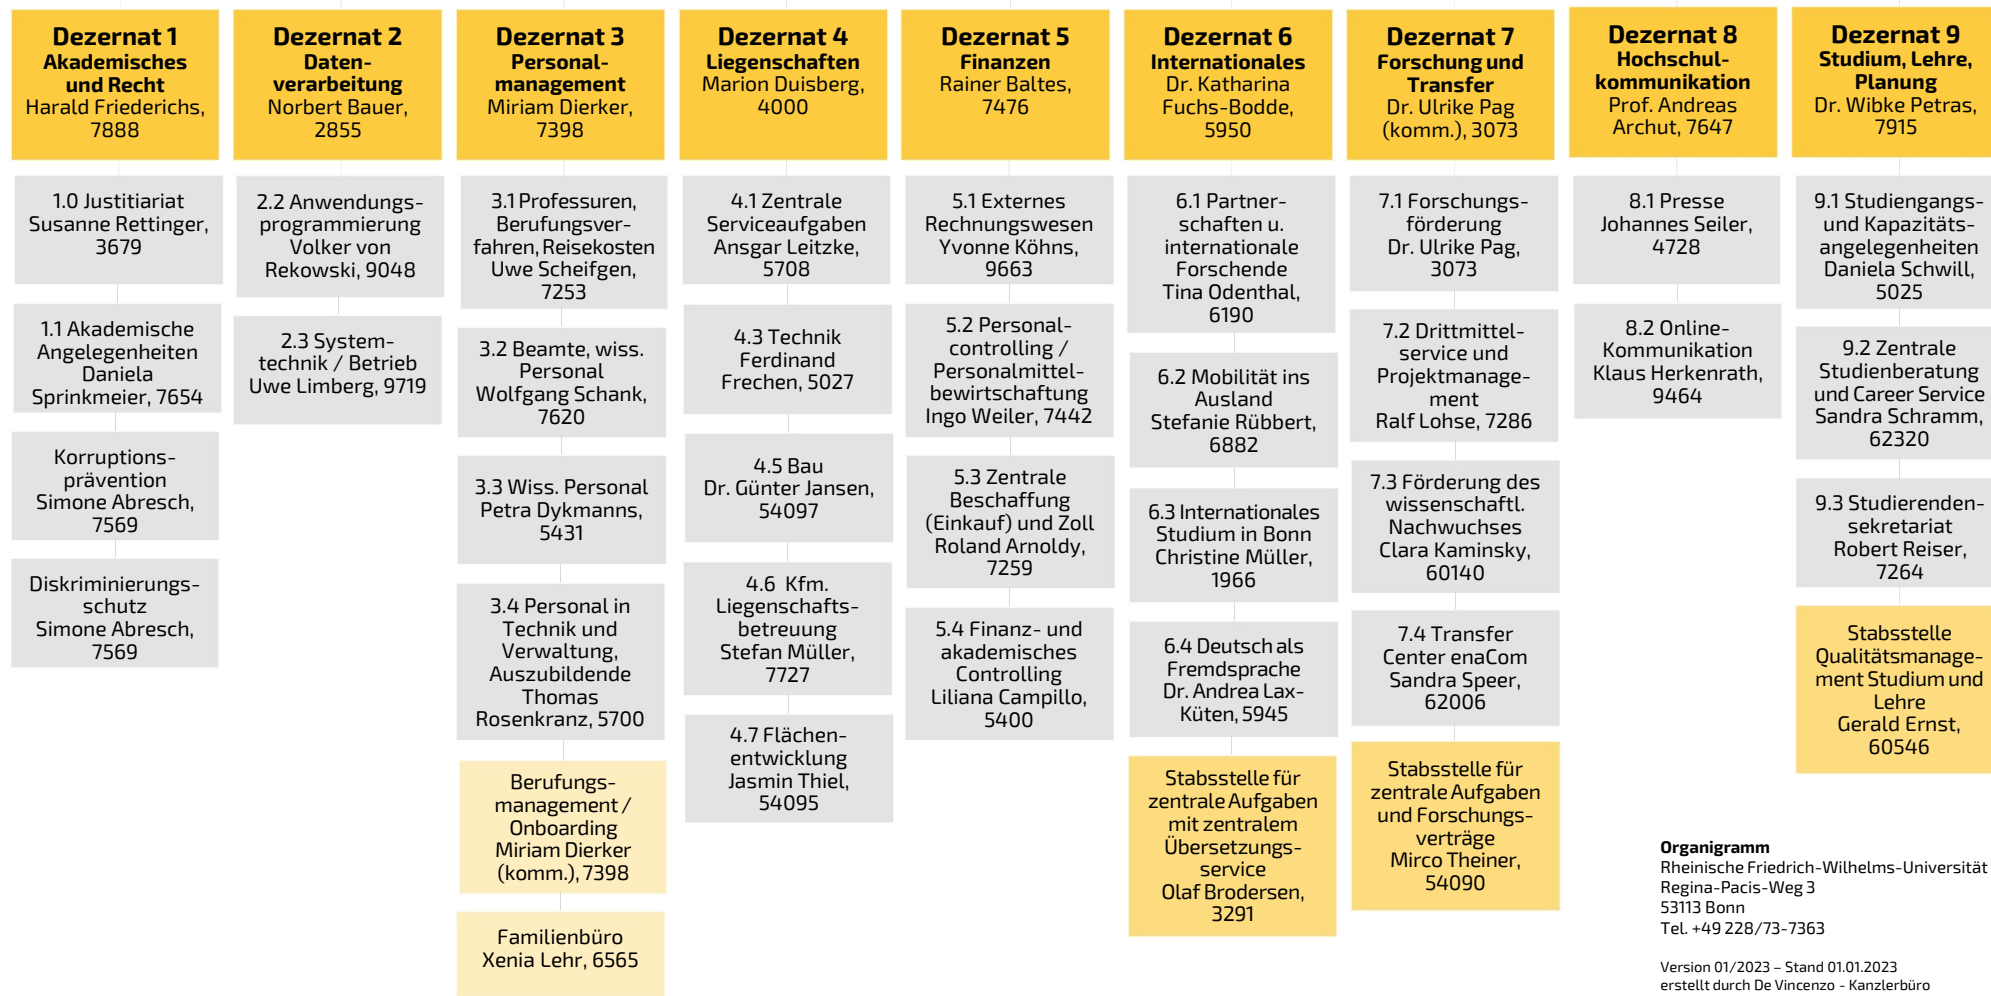 Dezernat 1
Akademisches
und Recht
Harald Friederichs,
7888
1.0 Justitiariat
Susanne Rettinger,
3679
1.1 Akademische
Angelegenheiten
Daniela
Sprinkmeier, 7654
Korruptions-
prävention
Simone Abresch,
7569
Diskriminierungs-
schutz
Simone Abresch,
7569
Dezernat 2
Daten-
verarbeitung
Norbert Bauer,
2855
2.2 Anwendungs-
programmierung
Volker von
Rekowski, 9048
2.3 System-
technik / Betrieb
Uwe Limberg, 9719
Dezernat 3
Personal-
management
Miriam Dierker,
7398
3.1 Professuren,
Berufungsver-
fahren, Reisekosten
Uwe Scheifgen,
7253
3.2 Beamte, wiss.
Personal
Wolfgang Schank,
7620
3.3 Wiss. Personal
Petra Dykmanns,
5431
3.4 Personal in
Technik und
Verwaltung,
Auszubildende
Thomas
Rosenkranz, 5700
Berufungs-
management /
Onboarding
Miriam Dierker
(komm.), 7398
Familienbüro
Xenia Lehr, 6565
Dezernat 4
Liegenschaften
Marion Duisberg,
4000
4.1 Zentrale
Serviceaufgaben
Ansgar Leitzke,
5708
4.3 Technik
Ferdinand
Frechen, 5027
4.5 Bau
Dr. Günter Jansen,
54097
4.6 Kfm.
Liegenschafts-
betreuung
Stefan Müller,
7727
4.7 Flächen-
entwicklung
Jasmin Thiel,
54095
Dezernat 5
Finanzen
Rainer Baltes,
7476
5.1 Externes
Rechnungswesen
Yvonne Köhns,
9663
5.2 Personal-
controlling /
Personalmittel-
bewirtschaftung
Ingo Weiler, 7442
5.3 Zentrale
Beschaffung
(Einkauf) und Zoll
Roland Arnoldy,
7259
5.4 Finanz- und
akademisches
Controlling
Liliana Campillo,
5400
Dezernat 6
Internationales
Dr. Katharina
Fuchs-Bodde,
5950
6.1 Partner-
schaften u.
internationale
Forschende
Tina Odenthal,
6190
6.2 Mobilität ins
Ausland
Stefanie Rübbert,
6882
6.3 Internationales
Studium in Bonn
Christine Müller,
1966
6.4 Deutsch als
Fremdsprache
Dr. Andrea Lax-
Küten, 5945
Stabsstelle für
zentrale Aufgaben
mit zentralem
Übersetzungs-
service
Olaf Brodersen,
3291
Dezernat 7
Forschung und
Transfer
Dr. Ulrike Pag
(komm.), 3073
7.1 Forschungs-
förderung
Dr. Ulrike Pag,
3073
7.2 Drittmittel-
service und
Projektmanage-
ment
Ralf Lohse, 7286
7.3 Förderung des
wissenschaftl.
Nachwuchses
Clara Kaminsky,
60140
7.4 Transfer
Center enaCom
Sandra Speer,
62006
Stabsstelle für
zentrale Aufgaben
und Forschungs-
verträge
Mirco Theiner,
54090
Dezernat 8
Hochschul-
kommunikation
Prof. Andreas
Archut, 7647
8.1 Presse
Johannes Seiler,
4728
8.2 Online-
Kommunikation
Klaus Herkenrath,
9464
Dezernat 9
Studium, Lehre,
Planung
Dr. Wibke Petras,
7915
9.1 Studiengangs-
und Kapazitäts-
angelegenheiten
Daniela Schwill,
5025
9.2 Zentrale
Studienberatung
und Career Service
Sandra Schramm,
62320
9.3 Studierenden-
sekretariat
Robert Reiser,
7264
Stabsstelle
Qualitätsmanage-
ment Studium und
Lehre
Gerald Ernst,
60546
Organigramm
Rheinische Friedrich-Wilhelms-Universität
Regina-Pacis-Weg 3
53113 Bonn
Tel. +49 228/73-7363
Version 01/2023 – Stand 01.01.2023
erstellt durch De Vincenzo - Kanzlerbüro